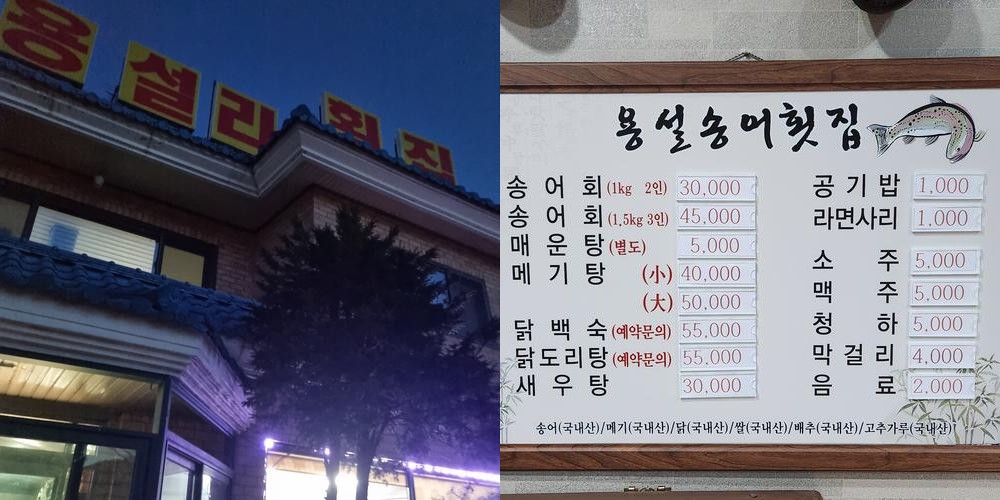 용설리횟집
용설송어횟집
송어회(1kg 2인) 30,000
송어회(1.5kg 3인) 45,000
매운탕(별도) 5,000
메기탕 (小) 40,000
(大) 50,000
닭백숙(예약문의) 55,000
닭도리탕(예약문의) 55,000
새우탕 30,000
공기밥 1,000
라면사리 1,000
소주 5,000
맥주 5,000
청하 5,000
막걸리 4,000
음료 2,000
송어(국내산)/메기(국내산)/닭(국내산)/쌀(국내산)/배추(국내산)/고추가루(국내산)